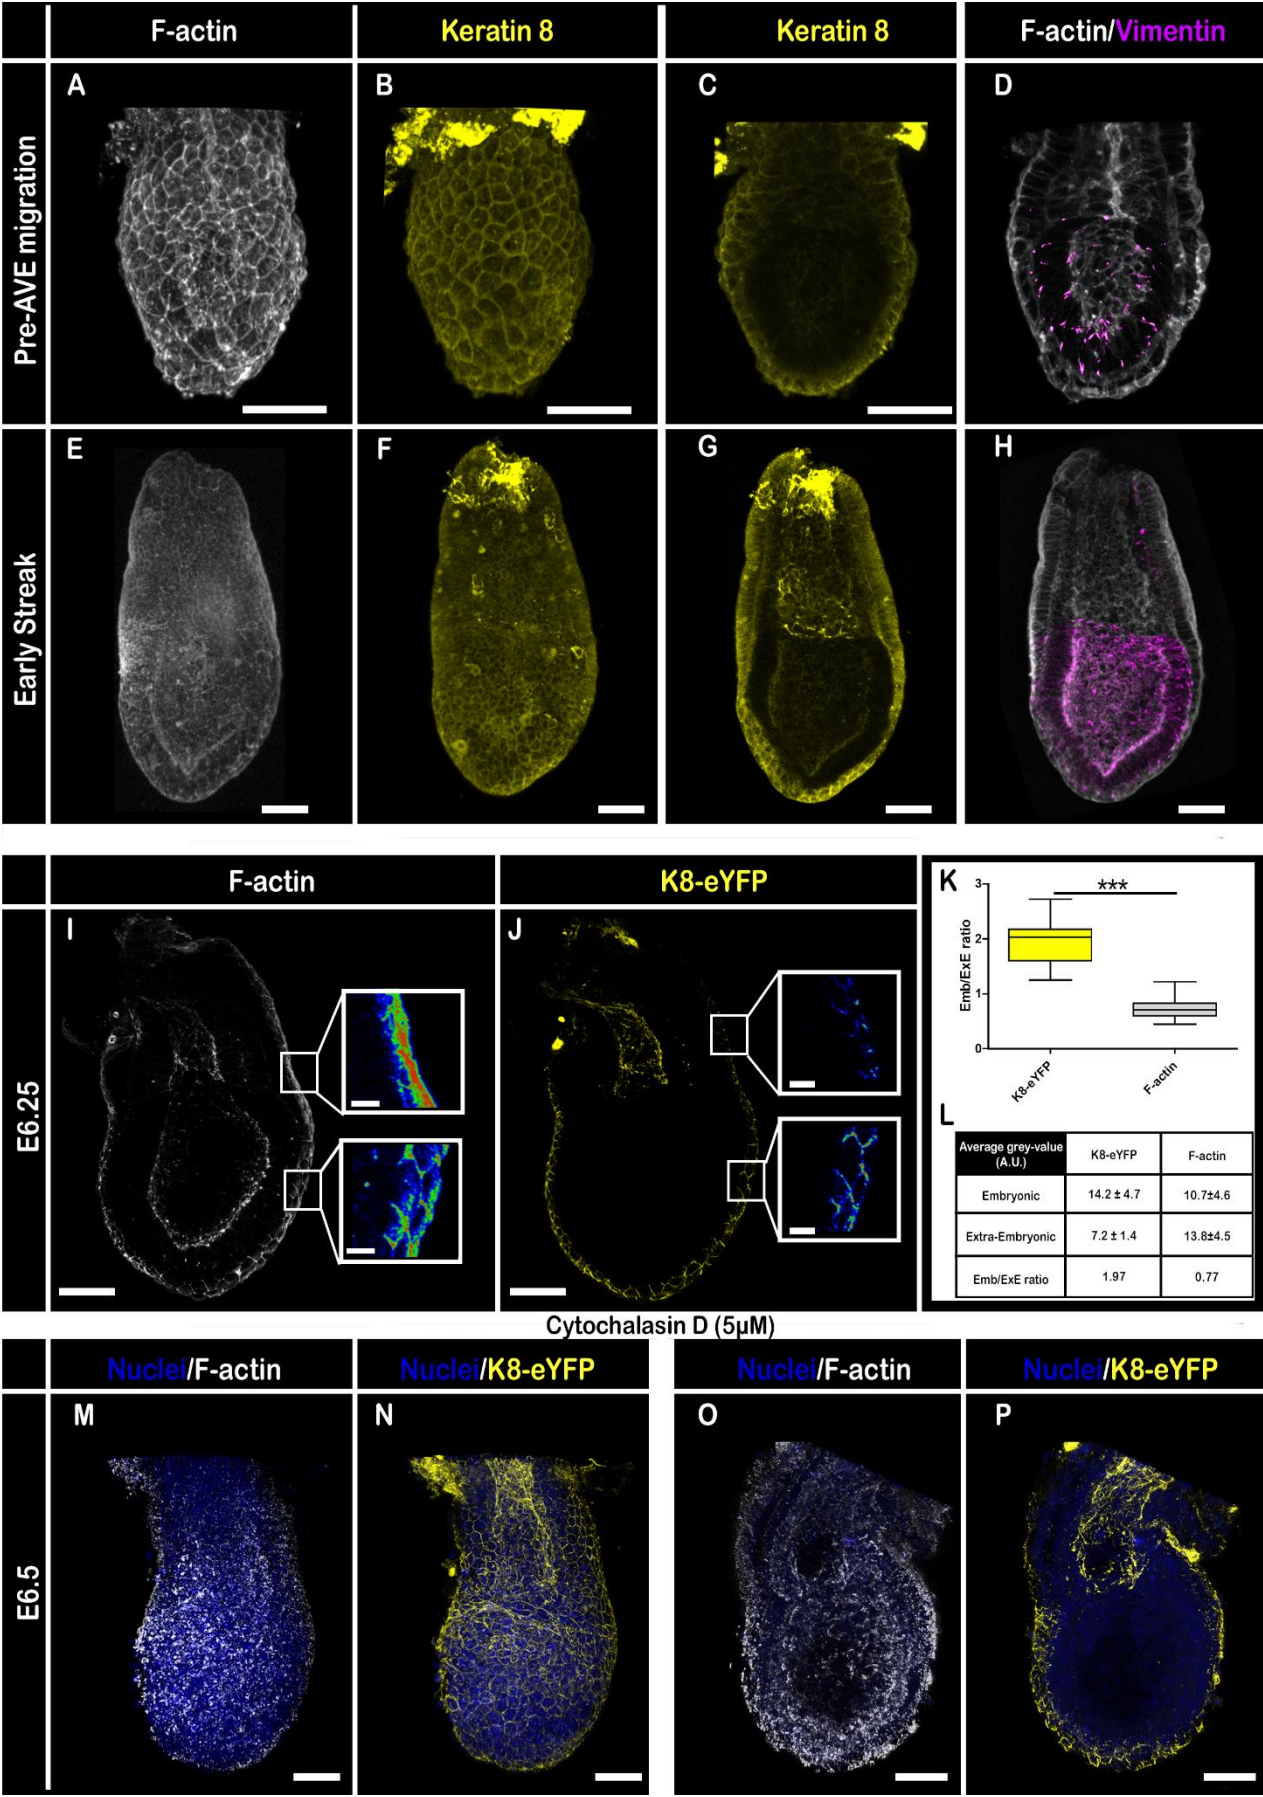 F-actin
Keratin 8
Keratin 8
F-actin/Vimentin
Pre-AVE migration
A
B
C
D
Early Streak
E
F
G
H
F-actin
K8-eYFP
E6.25
I
J
K
3
2
1
0
Emb/ExE ratio
***
K8-eYFP
F-actin
L
Average grey-value (A.U.) K8-eYFP F-actin
Embryonic 14.2 ± 4.7 10.7±4.6
Extra-Embryonic 7.2 ± 1.4 13.8±4.5
Emb/ExE ratio 1.97 0.77
Cytochalasin D (5µM)
Nuclei/F-actin
Nuclei/K8-eYFP
Nuclei/F-actin
Nuclei/K8-eYFP
E6.5
M
N
O
P